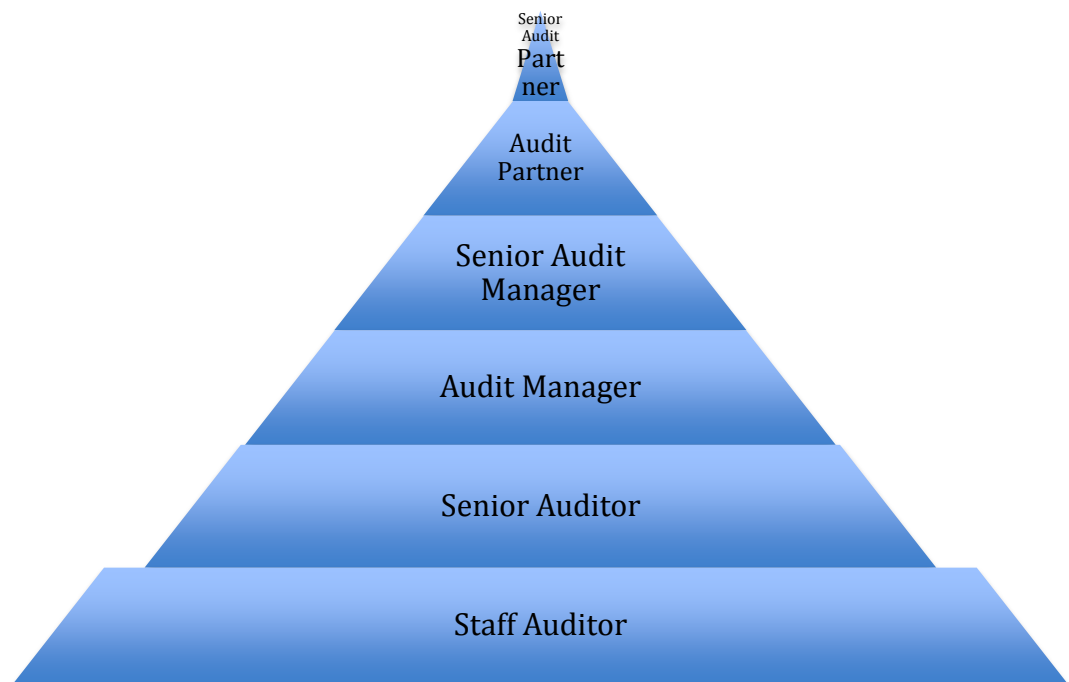 Senior
Audit
Part
ner
Audit
Partner
Senior Audit
Manager
Audit Manager
Senior Auditor
Staff Auditor